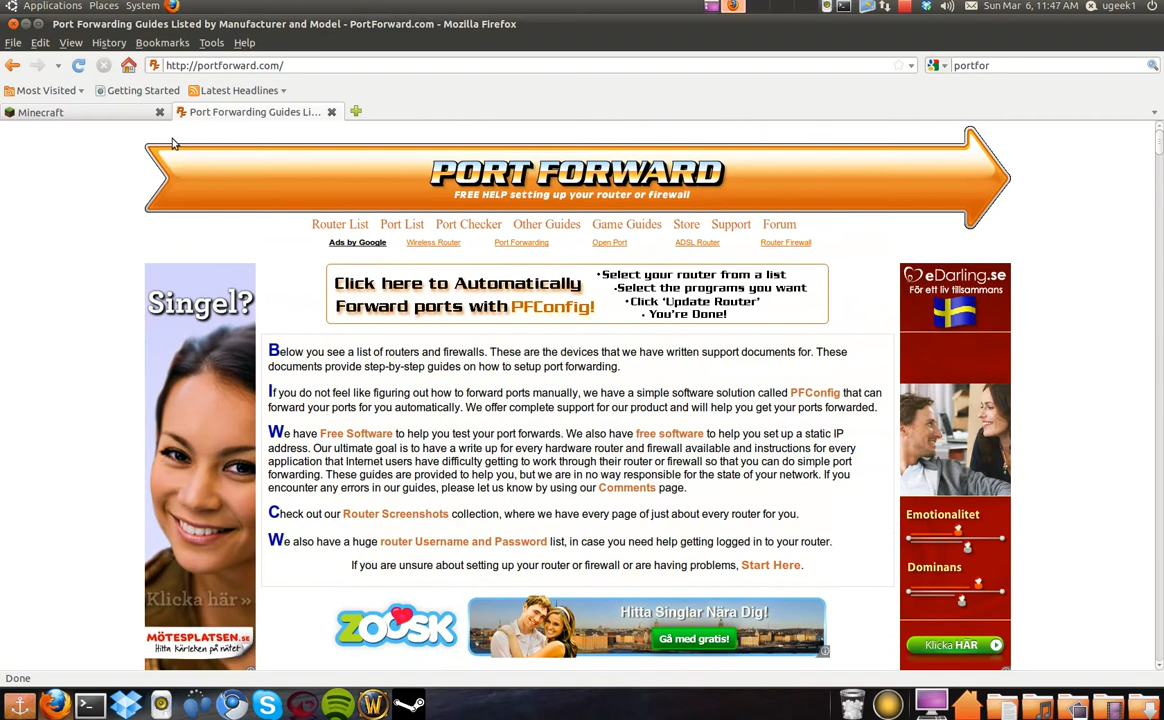 Applications Places System Sun Mar 6, 11:47 AM ugeek1
Port Forwarding Guides Listed by Manufacturer and Model - PortForward.com - Mozilla Firefox
File Edit View History Bookmarks Tools Help
http://portforward.com/ portfor
Most Visited Getting Started Latest Headlines
Minecraft Port Forwarding Guides Li...
PORT FORWARD
FREE HELP setting up your router or firewall
Router List Port List Port Checker Other Guides Game Guides Store Support Forum
Ads by Google Wireless Router Port Forwarding Open Port ADSL Router Router Firewall
Click here to Automatically
Forward ports with PFConfig!
•Select your router from a list
•Select the programs you want
•Click 'Update Router'
• You're Done!
Below you see a list of routers and firewalls. These are the devices that we have written support documents for. These
documents provide step-by-step guides on how to setup port forwarding.
If you do not feel like figuring out how to forward ports manually, we have a simple software solution called PFConfig that can
forward your ports for you automatically. We offer complete support for our product and will help you get your ports forwarded.
We have Free Software to help you test your port forwards. We also have free software to help you set up a static IP
address. Our ultimate goal is to have a write up for every hardware router and firewall available and instructions for every
application that Internet users have difficulty getting to work through their router or firewall so that you can do simple port
forwarding. These guides are provided to help you, but we are in no way responsible for the state of your network. If you
encounter any errors in our guides, please let us know by using our Comments page.
Check out our Router Screenshots collection, where we have every page of just about every router for you.
We also have a huge router Username and Password list, in case you need help getting logged in to your router.
If you are unsure about setting up your router or firewall or are having problems, Start Here.
Singel?
Klicka här »
MÖTESPLATSEN.SE
Hitta kärleken på nätet!
eDarling.se
För ett liv tillsammans
Emotionalitet
Dominans
Klicka HÄR
ZOOSK
Hitta Singlar Nära Dig!
Gå med gratis!
Done